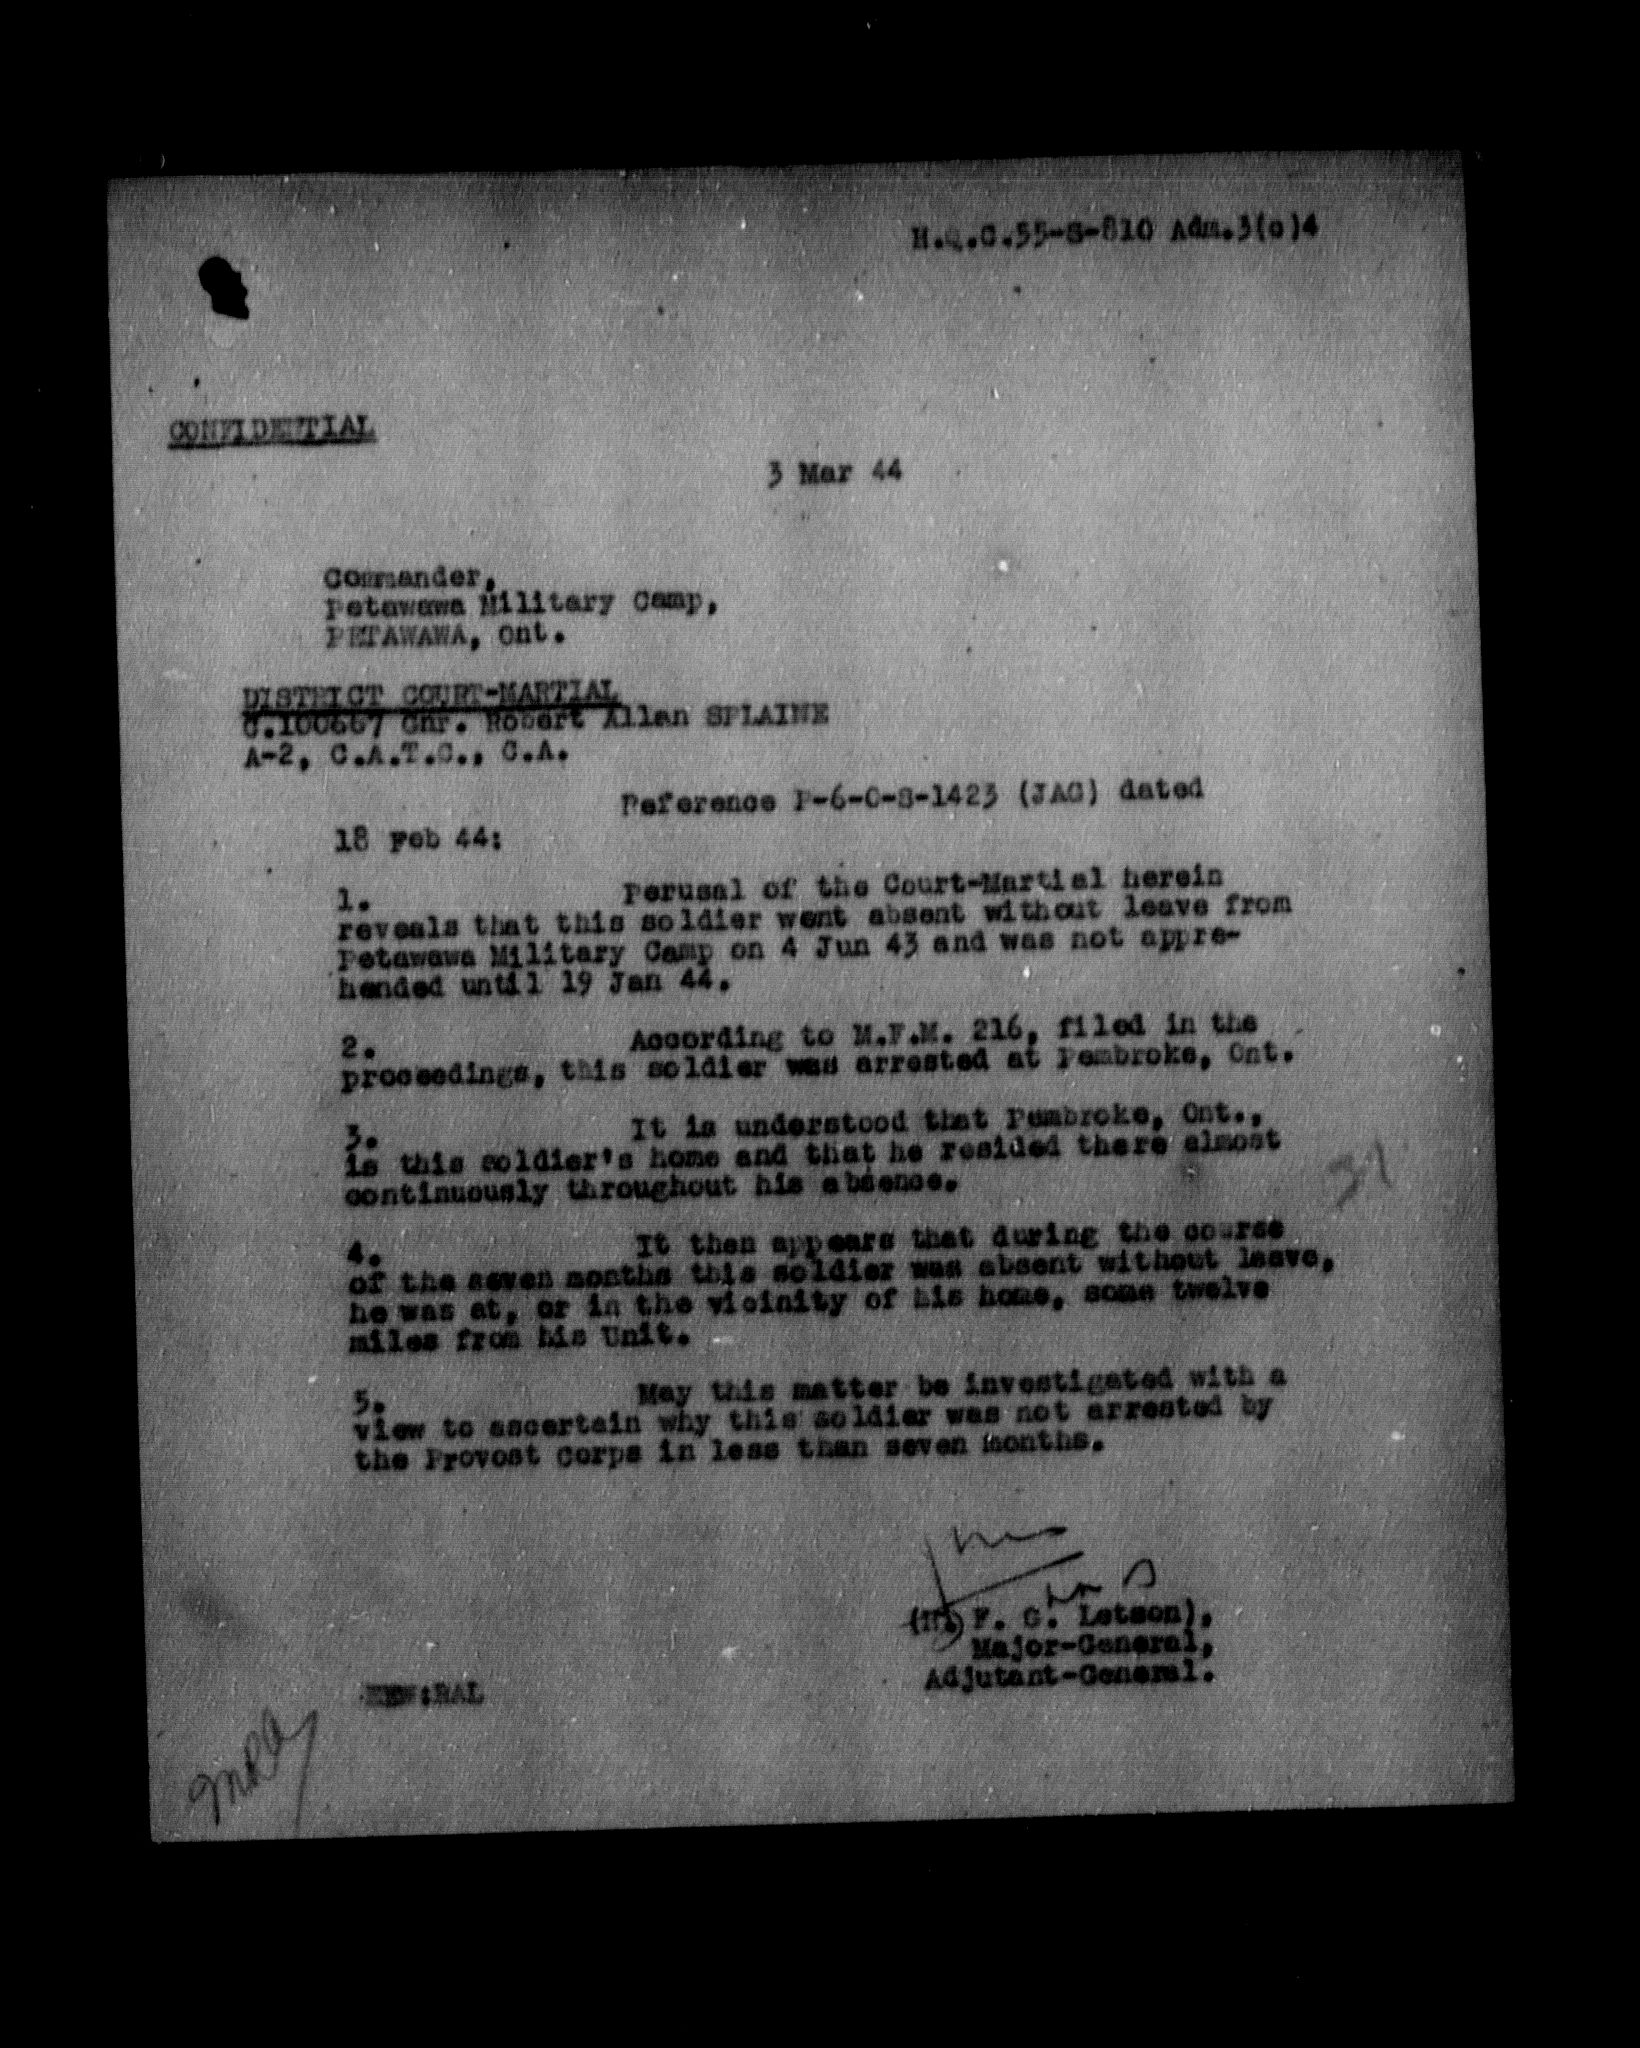 H.Q.C.55-S-810 Adm.3(c)4
CONFIDENTIAL
3 Mar 44
Commander,
Petawawa Military Camp,
PETAWAWA, Ont.
DISTRICT COURT-MARTIAL
C.100667 Gnr. Robert Allan SPLAINE
A-2, C.A.T.C., C.A.
Reference P-6-C-S-1423 (JAG) dated
18 Feb 44:
1. Perusal of the Court-Martial herein
reveals that this soldier went absent without leave from
Petawawa Military Camp on 4 Jun 43 and was not appre-
hended until 19 Jan 44.
2. According to M.F.M. 216, filed in the
proceedings, this soldier was arrested at Pembroke, Ont.
3. It is understood that Pembroke, Ont.,
is this soldier's home and that he resided there almost
continuously throughout his absence.
37
4. It then appears that during the course
of the seven months this soldier was absent without leave,
he was at, or in the vicinity of his home, some twelve
miles from his Unit.
5. May this matter be investigated with a
view to ascertain why this soldier was not arrested by
the Provost Corps in less than seven months.
(H. F. G. Letson),
Major-General,
Adjutant-General.
:RAL